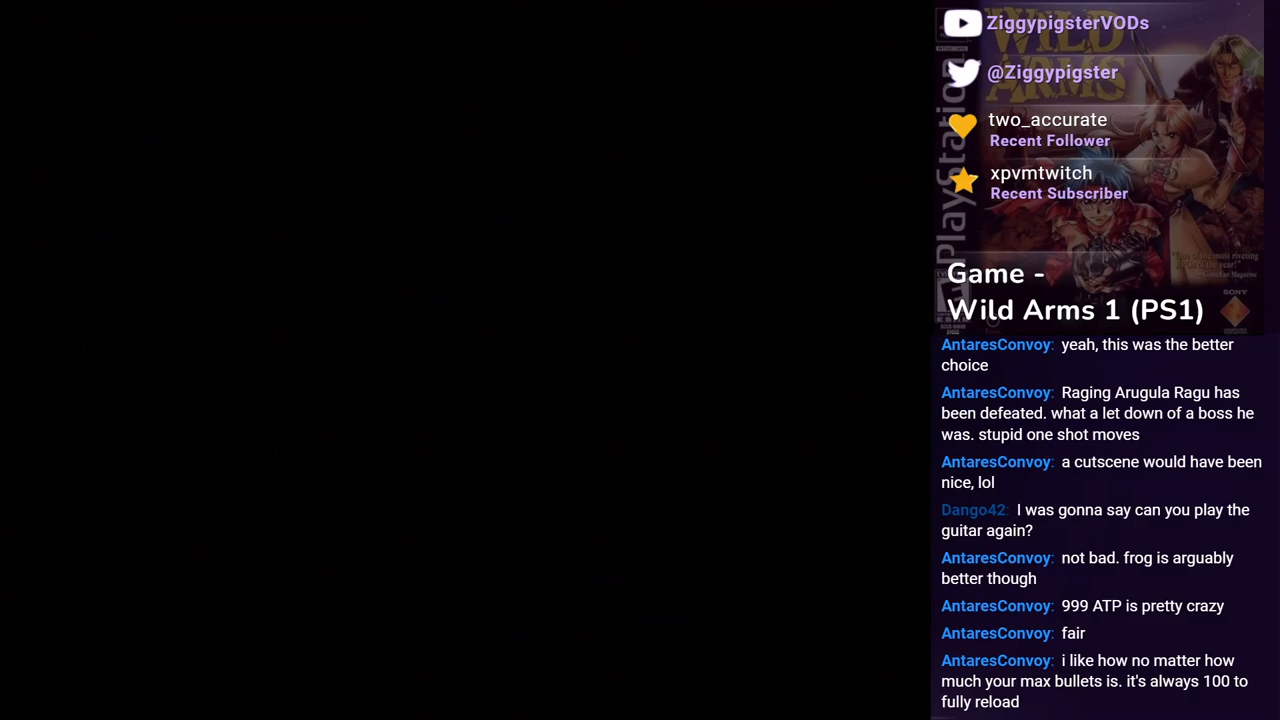 ZiggypigsterVODs
@Ziggypigster
two_accurate
Recent Follower
xpvmtwitch
Recent Subscriber
WILD
ARMS
PlayStation
Game -
Wild Arms 1 (PS1)
SONY
AntaresConvoy: yeah, this was the better
choice
AntaresConvoy: Raging Arugula Ragu has
been defeated. what a let down of a boss he
was. stupid one shot moves
AntaresConvoy: a cutscene would have been
nice, lol
Dango42: I was gonna say can you play the
guitar again?
AntaresConvoy: not bad. frog is arguably
better though
AntaresConvoy: 999 ATP is pretty crazy
AntaresConvoy: fair
AntaresConvoy: i like how no matter how
much your max bullets is. it's always 100 to
fully reload